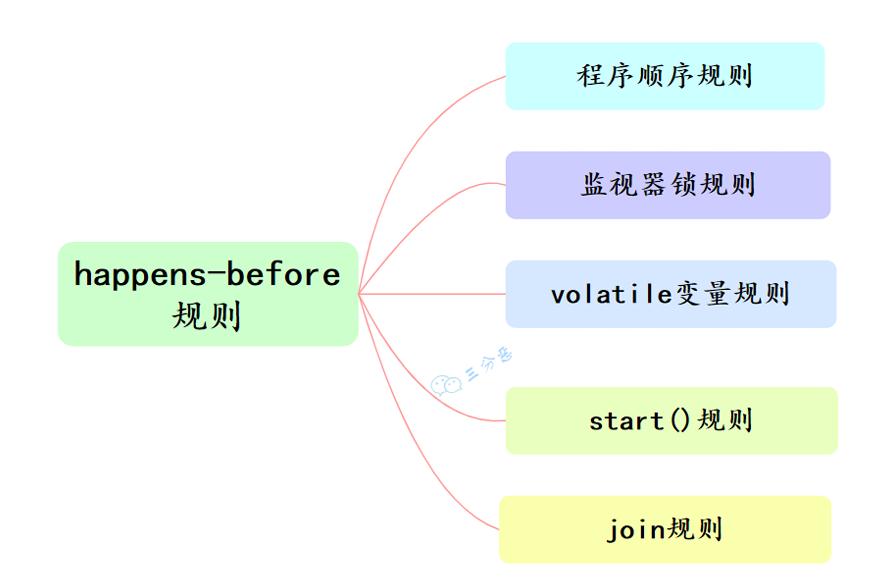 程序顺序规则
监视器锁规则
happens-before
规则
volatile变量规则
三分恶
start()规则
join规则